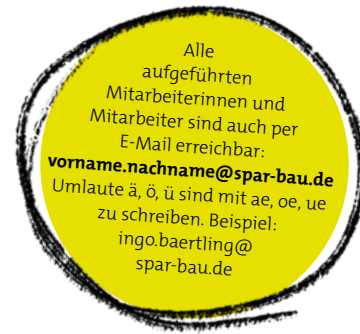 Alle
aufgeführten
Mitarbeiterinnen und
Mitarbeiter sind auch per
E-Mail erreichbar:
vorname.nachname@spar-bau.de
Umlaute ä, ö, ü sind mit ae, oe, ue
zu schreiben. Beispiel:
ingo.baertling@
spar-bau.de